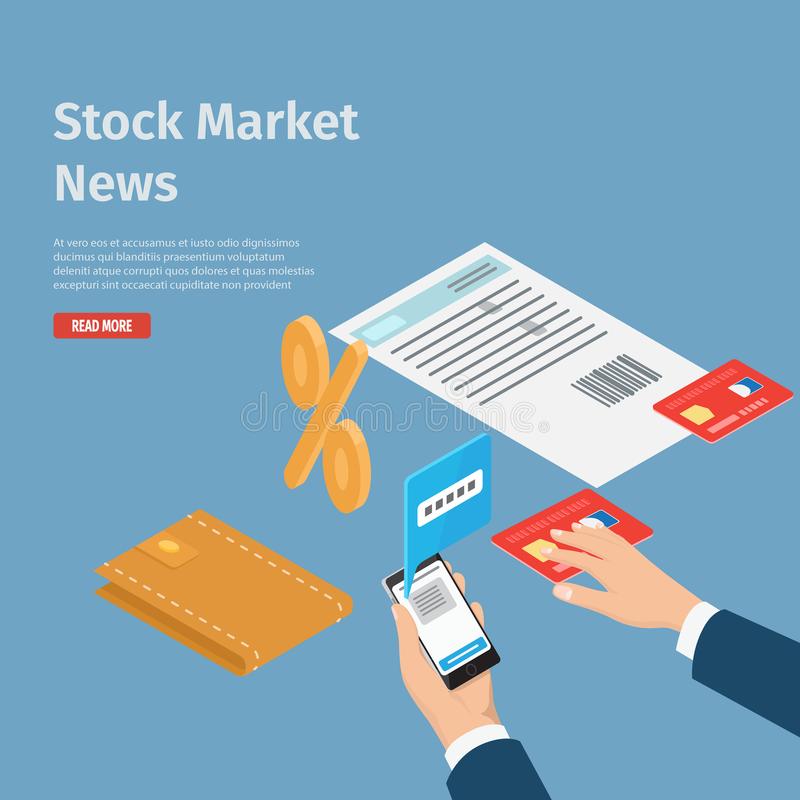 Stock Market
News
At vero eos et accusamus et iusto odio dignissimos
ducimus qui blanditiis praesentium voluptatum
deleniti atque corrupti quos dolores et quas molestias
excepturi sint occaecati cupiditate non provident
READ MORE
dreamstime